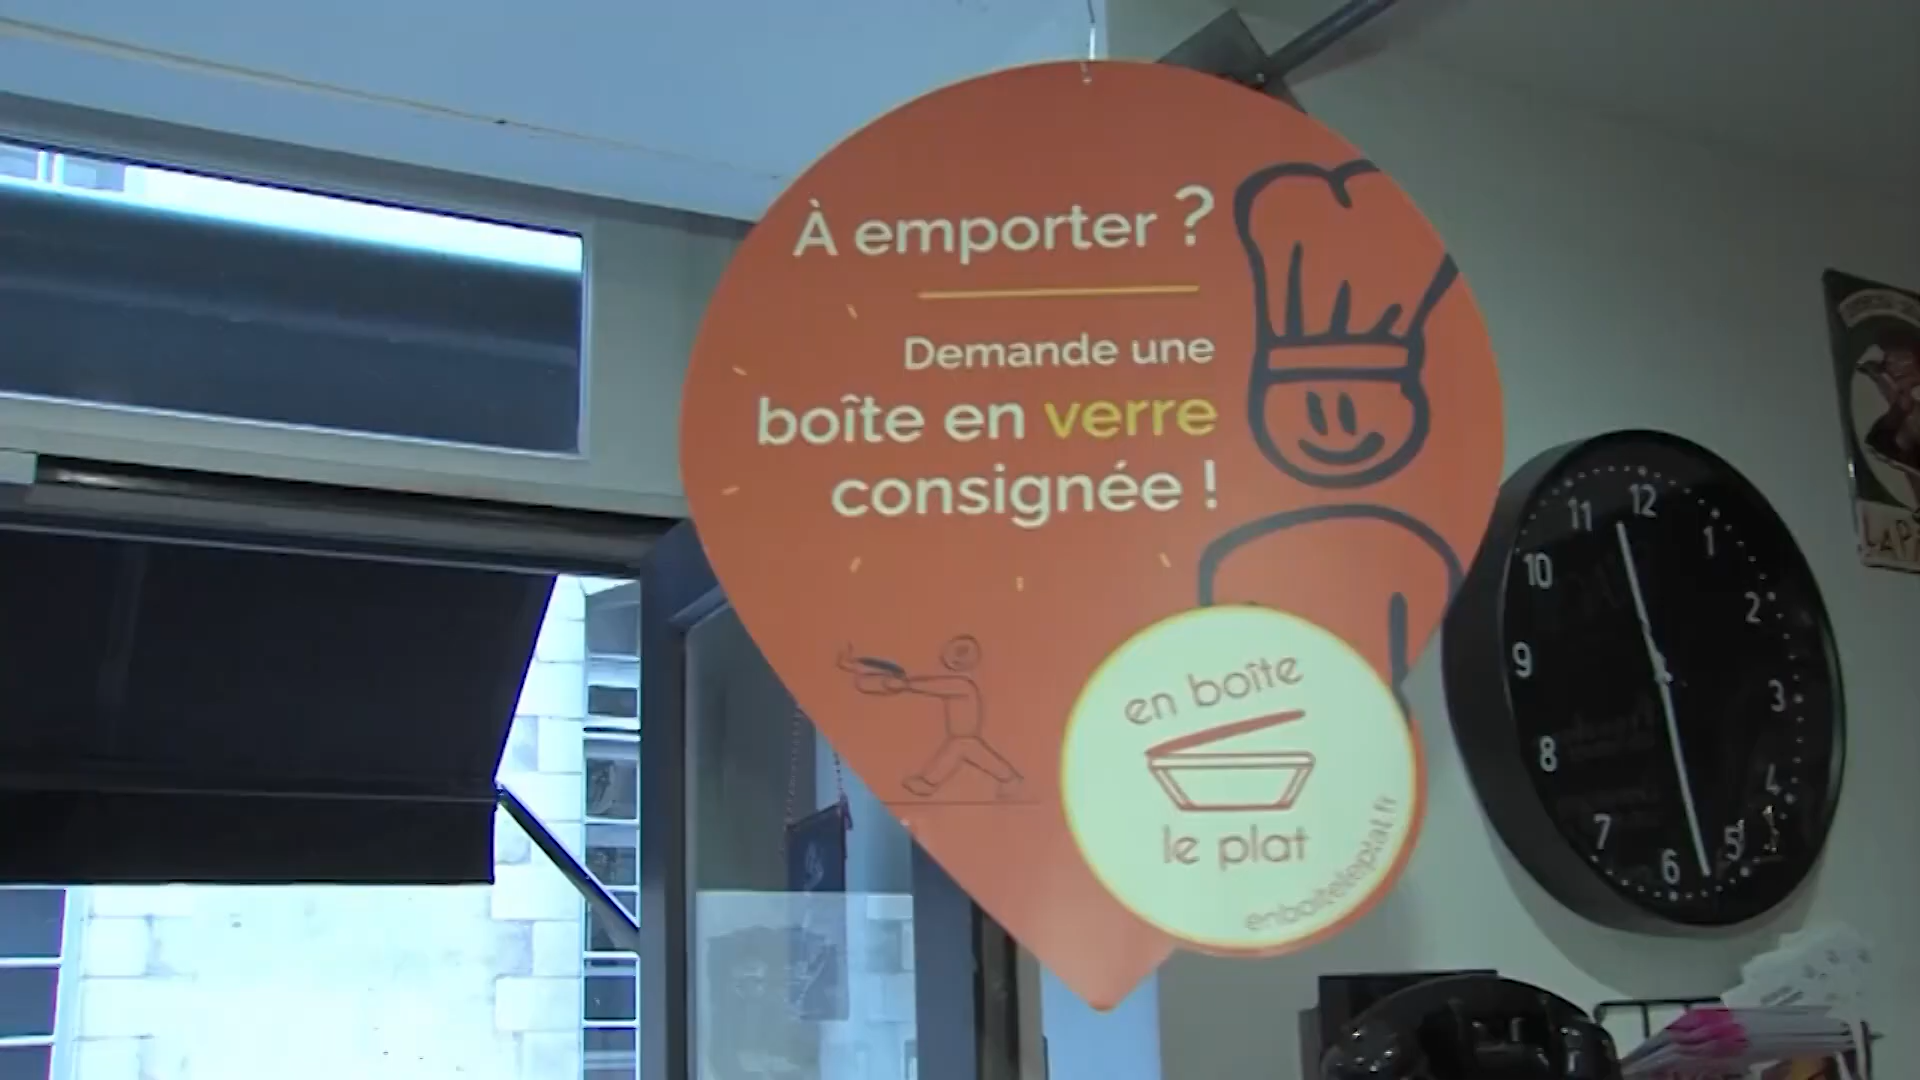 À emporter ?
Demande une
boîte en verre
consignée !
en boîte
le plat
enboiteleplat.fr
12
1
2
3
4
5
6
7
8
9
10
11